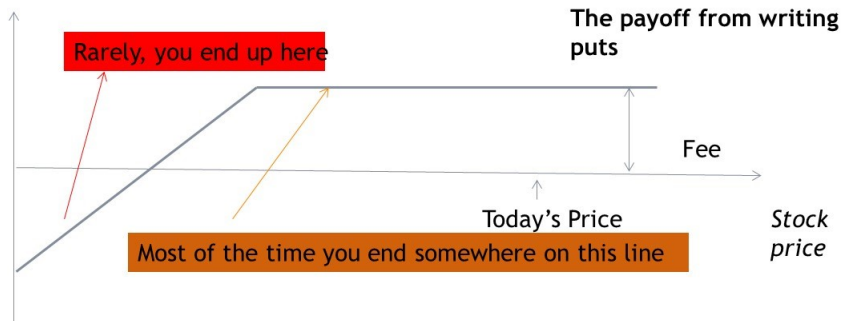 The payoff from writing
puts
Rarely, you end up here
Fee
Today’s Price
Stock
price
Most of the time you end somewhere on this line